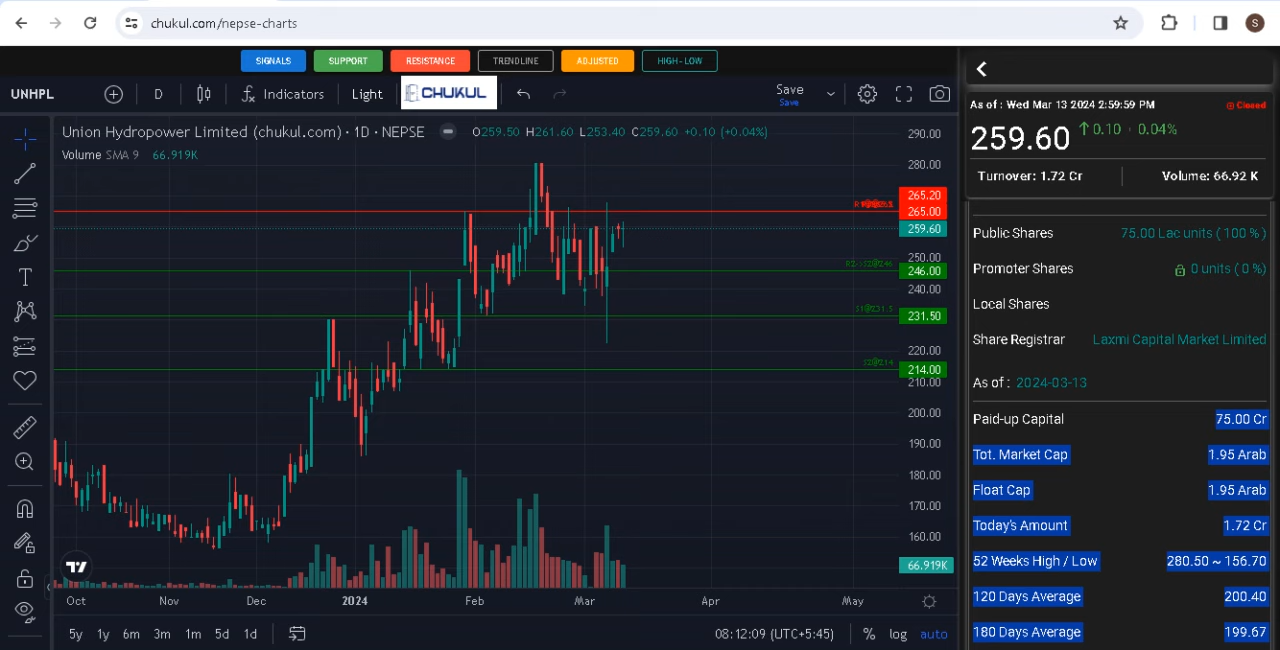 chukul.com/nepse-charts
S
SIGNALS SUPPORT RESISTANCE TRENDLINE ADJUSTED HIGH-LOW
UNHPL D Indicators Light CHUKUL Save
Save
Union Hydropower Limited (chukul.com) · 1D · NEPSE O259.50 H261.60 L253.40 C259.60 +0.10 (+0.04%)
Volume SMA 9 66.919K
290.00
280.00
265.20
265.00
259.60
250.00
S1@231.5
246.00
240.00
231.50
220.00
S2@214
214.00
210.00
200.00
190.00
180.00
170.00
160.00
66.919K
Oct Nov Dec 2024 Feb Mar Apr May
5y 1y 6m 3m 1m 5d 1d 08:12:09 (UTC+5:45) % log auto
As of : Wed Mar 13 2024 2:59:59 PM Closed
259.60 0.10 0.04%
Turnover: 1.72 Cr Volume: 66.92 K
Public Shares 75.00 Lac units ( 100 % )
Promoter Shares 0 units ( 0 %)
Local Shares
Share Registrar Laxmi Capital Market Limited
As of : 2024-03-13
Paid-up Capital 75.00 Cr
Tot. Market Cap 1.95 Arab
Float Cap 1.95 Arab
Today's Amount 1.72 Cr
52 Weeks High / Low 280.50 ~ 156.70
120 Days Average 200.40
180 Days Average 199.67